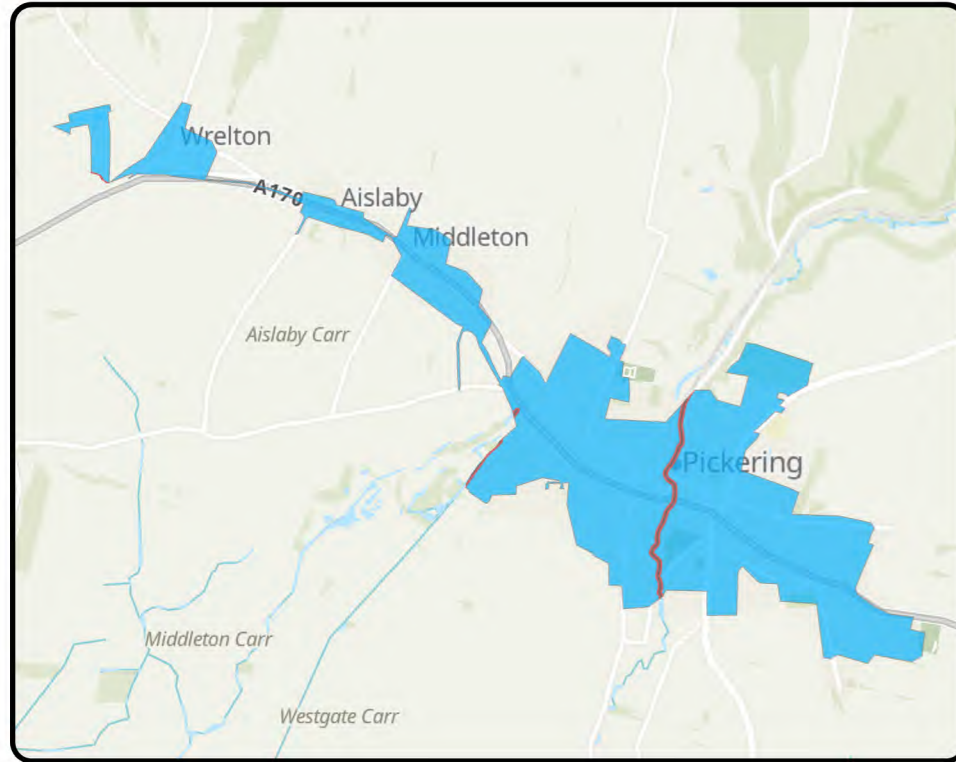 Wrelton
A170
Aislaby
Middleton
Aislaby Carr
Pickering
Middleton Carr
Westgate Carr